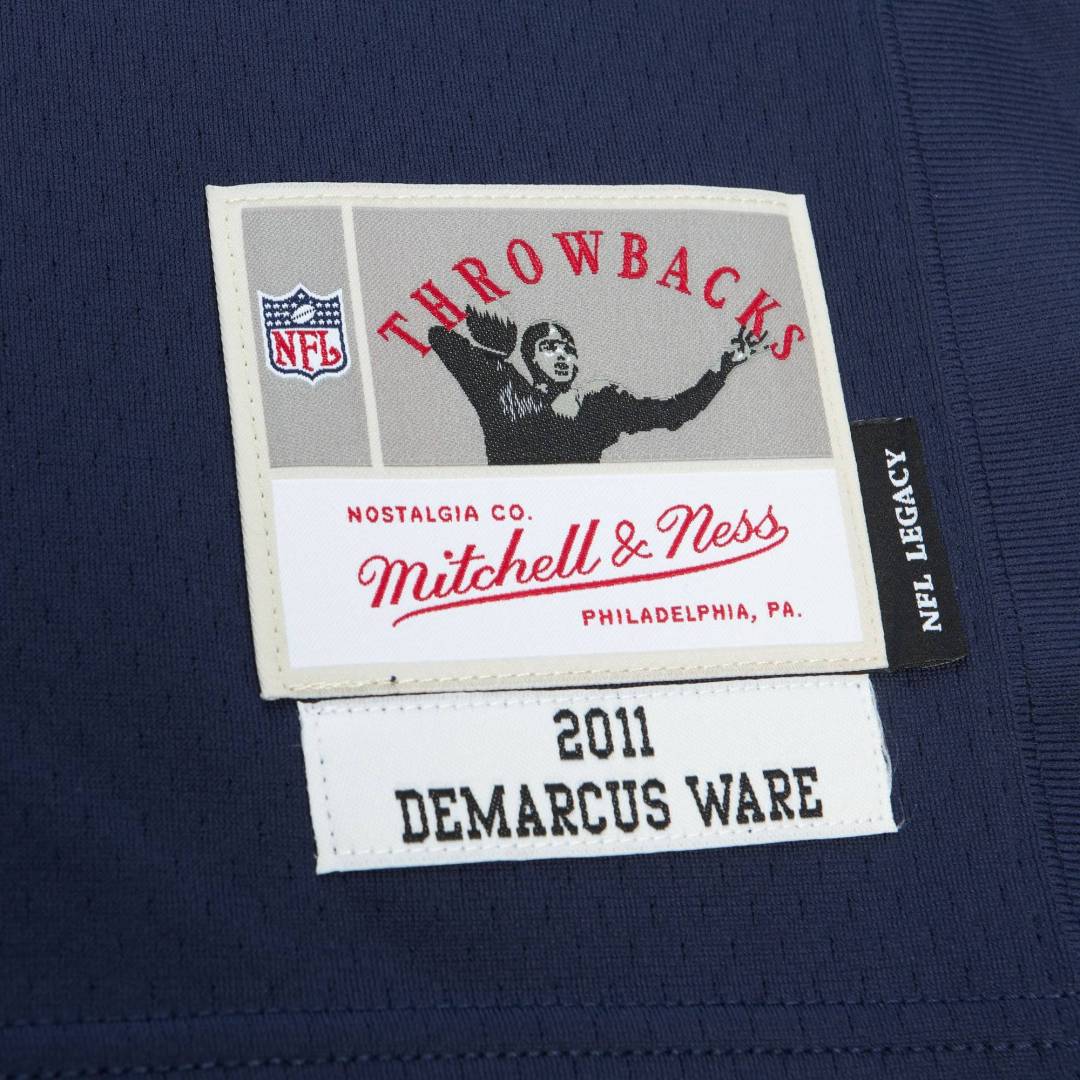 THROWBACKS
NFL
NOSTALGIA CO.
Mitchell & Ness
PHILADELPHIA, PA.
NFL LEGACY
2011
DEMARCUS WARE